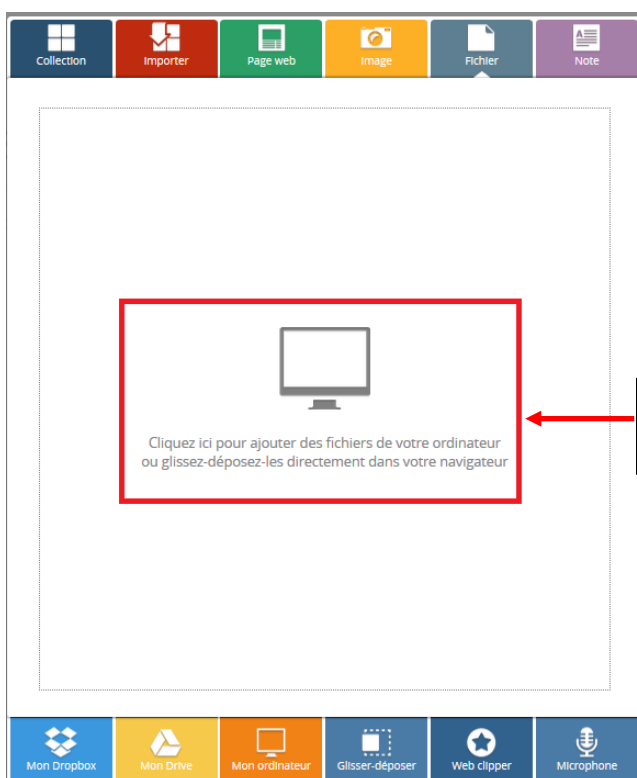 Collection
Importer
Page web
Image
Fichier
Note
Cliquez ici pour ajouter des fichiers de votre ordinateur
ou glissez-déposez-les directement dans votre navigateur
Mon Dropbox
Mon Drive
Mon ordinateur
Glisser-déposer
Web clipper
Microphone